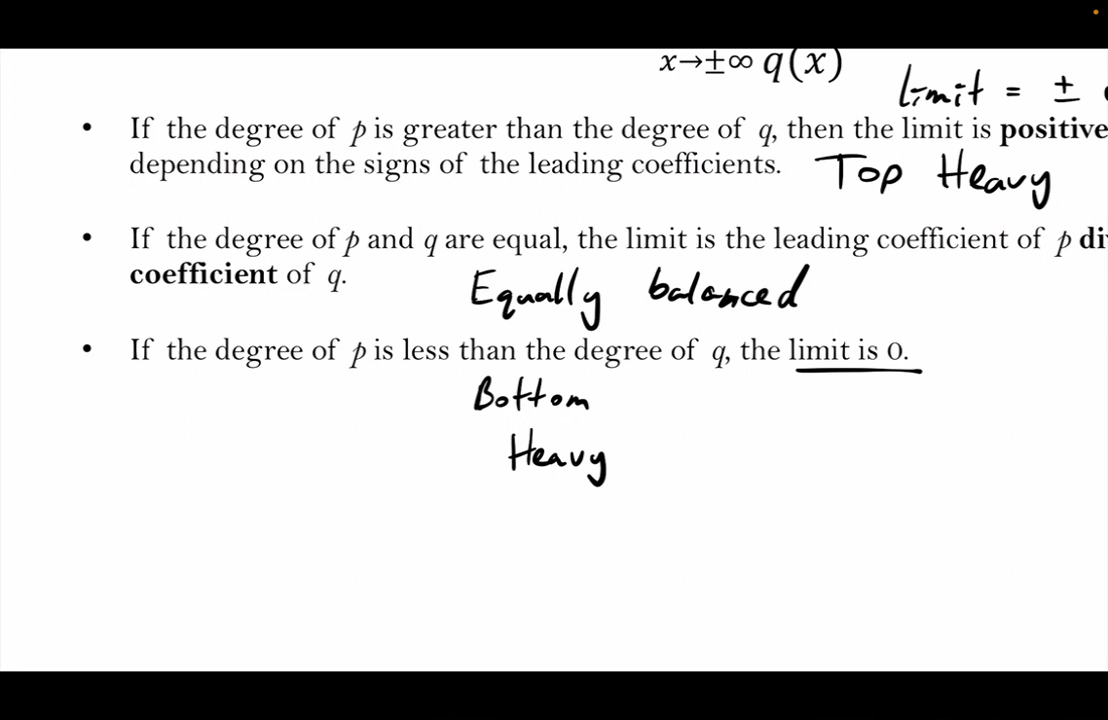 x→±∞ q(x)
limit = ±
• If the degree of p is greater than the degree of q, then the limit is positive
depending on the signs of the leading coefficients.
Top Heavy
• If the degree of p and q are equal, the limit is the leading coefficient of p
coefficient of q.
Equally balanced
• If the degree of p is less than the degree of q, the limit is 0.
Bottom
Heavy